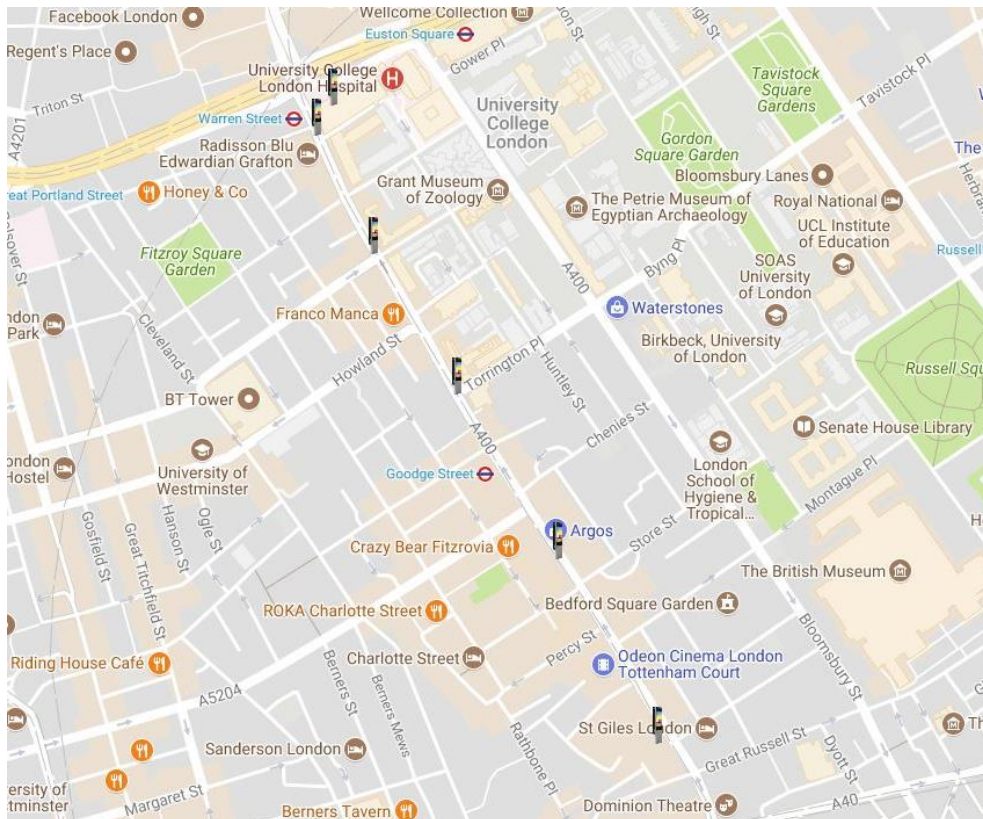 Facebook London
Wellcome Collection
Euston Square
Regent's Place
University College
London Hospital
Gower Pl
Tavistock
Square
Gardens
Tavistock Pl
Triton St
A4201
Warren Street
University
College
London
Gordon
Square Garden
Radisson Blu
Edwardian Grafton
Bloomsbury Lanes
The
Grant Museum
of Zoology
The Petrie Museum of
Egyptian Archaeology
Royal National
Honey & Co
UCL Institute
of Education
Byng Pl
Russell
Fitzroy Square
Garden
SOAS
University
of London
A400
Franco Manca
Waterstones
Park
Cleveland St
Howland St
Birkbeck, University
of London
Torrington Pl
Huntley St
BT Tower
A400
Chenies St
Senate House Library
University of
Westminster
Hostel
Goodge Street
London
School of
Hygiene &
Tropical...
Montague Pl
Gosfield St
Great Titchfield St
Hanson St
Ogle St
Argos
Store St
Crazy Bear Fitzrovia
The British Museum
ROKA Charlotte Street
Bedford Square Garden
Percy St
Bloomsbury St
Riding House Café
Charlotte Street
Odeon Cinema London
Tottenham Court
A5204
Berners St
Berners Mews
Rathbone Pl
St Giles London
Sanderson London
Great Russell St
Dyott St
Margaret St
Berners Tavern
Dominion Theatre
A40